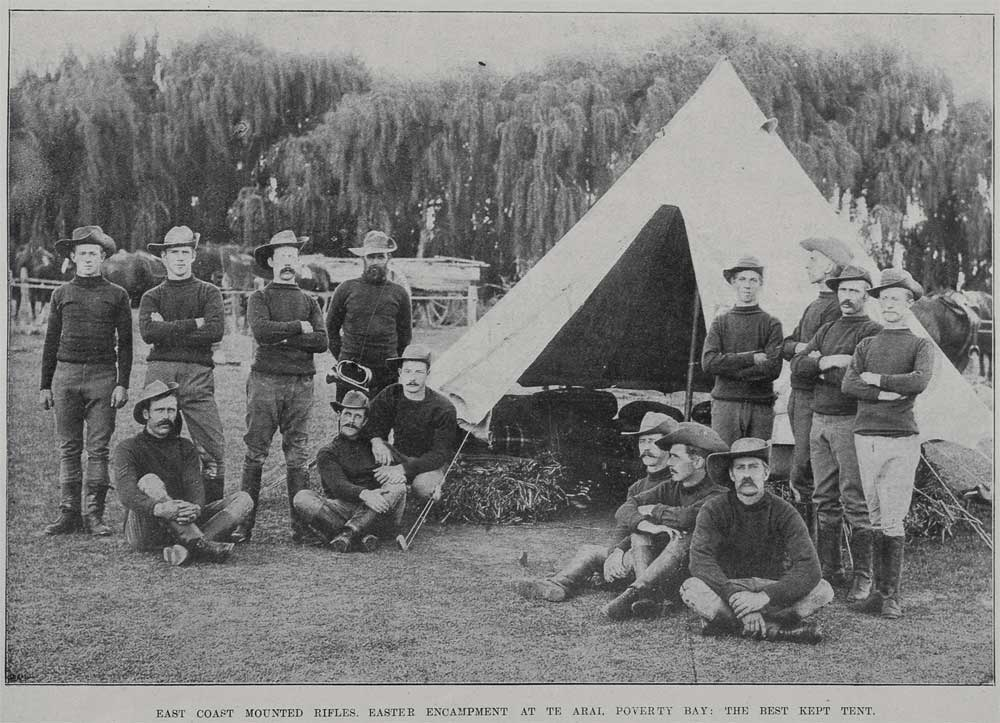 EAST COAST MOUNTED RIFLES. EASTER ENCAMPMENT AT TE ARAI, POVERTY BAY: THE BEST KEPT TENT.